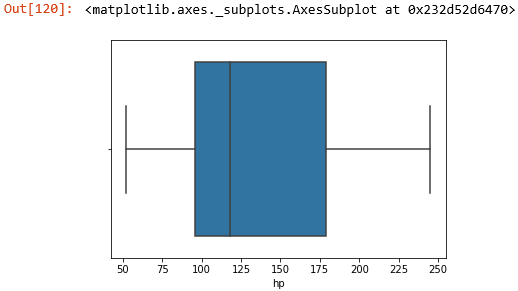 Out[120]: <matplotlib.axes._subplots.AxesSubplot at 0x232d52d6470>
50 75 100 125 150 175 200 225 250
hp